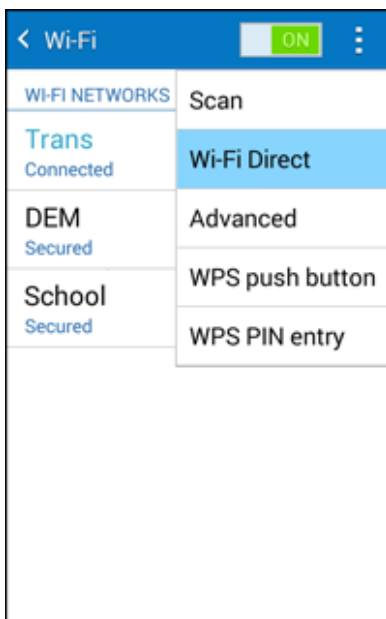 Wi-Fi
ON
WI-FI NETWORKS
Trans
Connected
DEM
Secured
School
Secured
Scan
Wi-Fi Direct
Advanced
WPS push button
WPS PIN entry